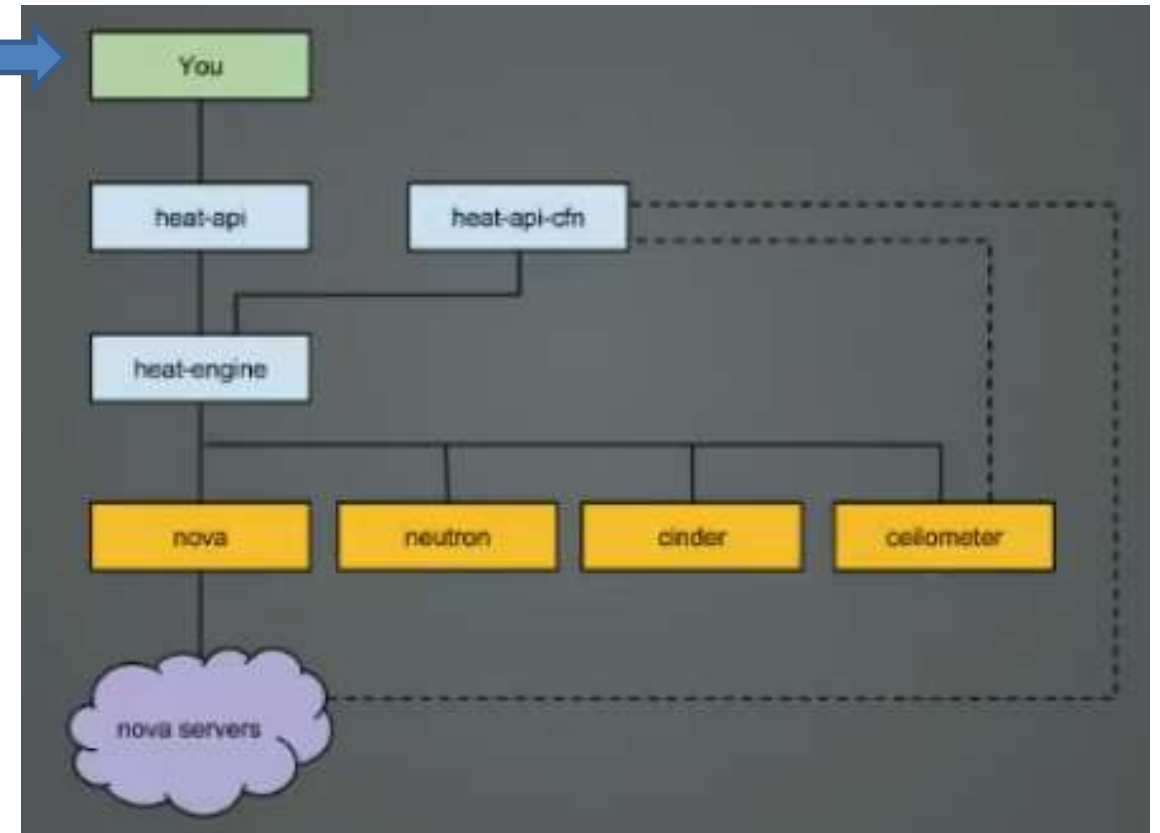 You
heat-api
heat-api-cfn
heat-engine
nova
neutron
cinder
ceilometer
nova servers